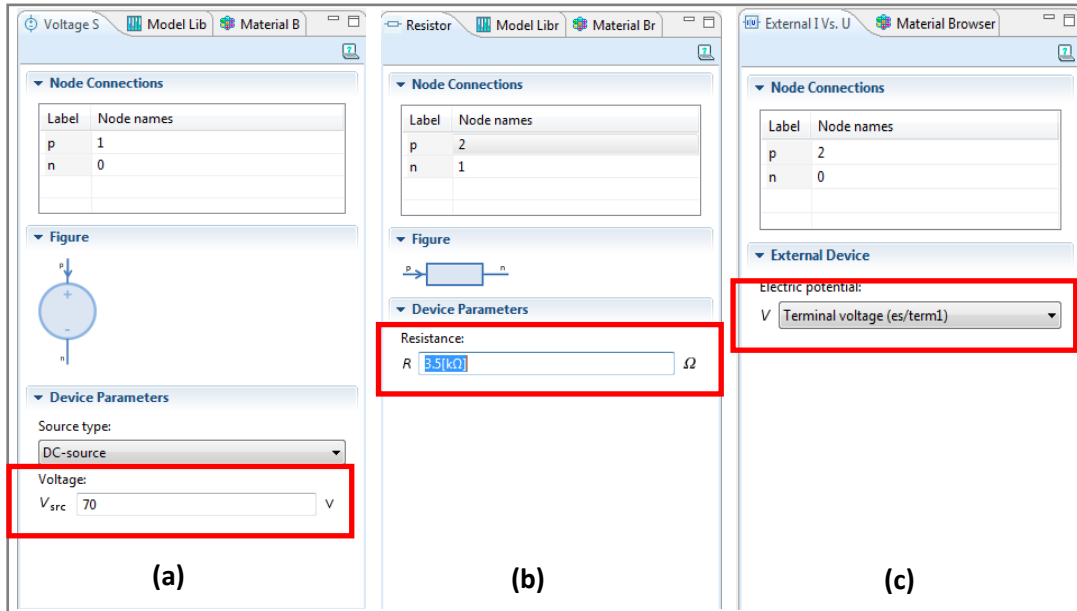 Voltage S Model Lib Material B
Node Connections
Label Node names
p 1
n 0
Figure
p
+
-
n
Device Parameters
Source type:
DC-source
Voltage:
Vsrc 70 V
(a)
Resistor Model Libr Material Br
Node Connections
Label Node names
p 2
n 1
Figure
p n
Device Parameters
Resistance:
R 3.5[kΩ] Ω
(b)
External I Vs. U Material Browser
Node Connections
Label Node names
p 2
n 0
External Device
Electric potential:
V Terminal voltage (es/term1)
(c)